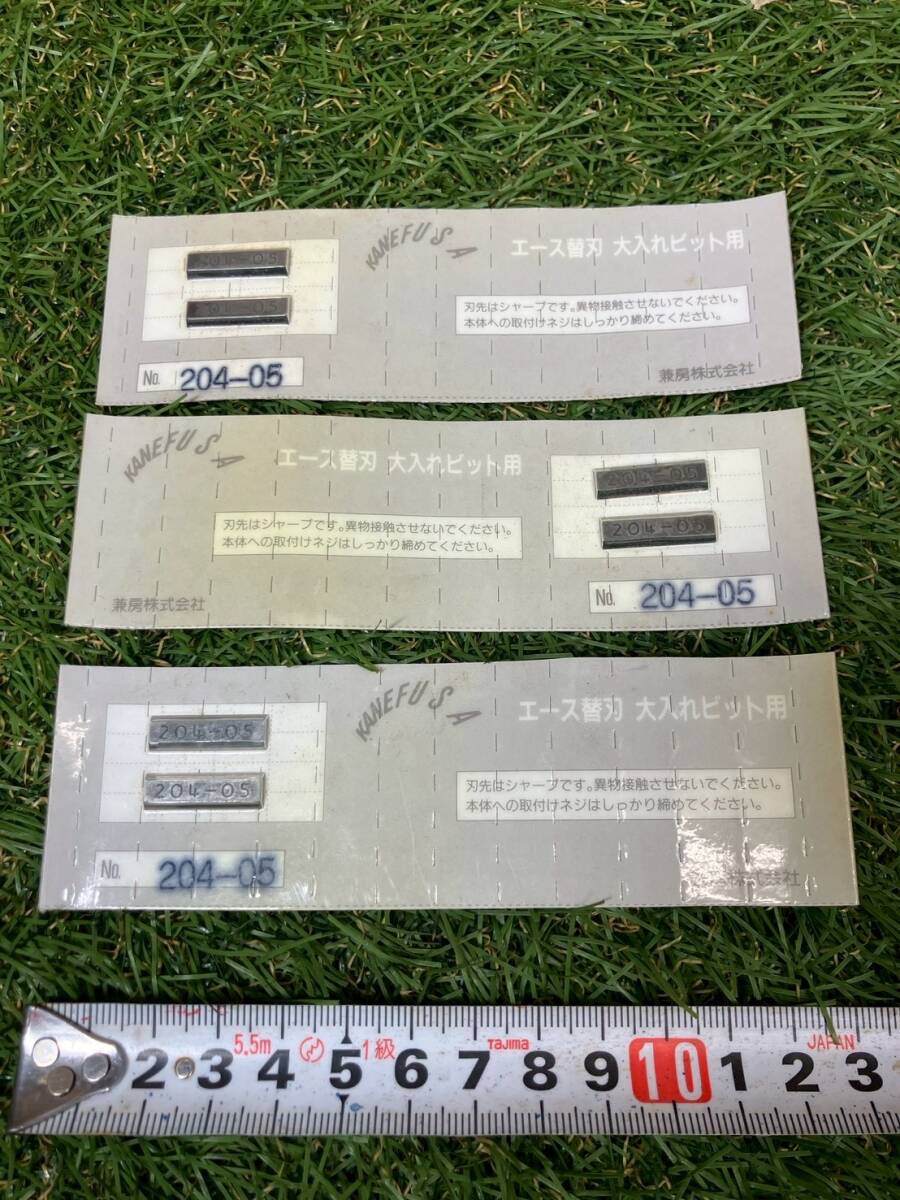 KANEFUSA
エース替刃 大入れビット用
204-05
204-05
刃先はシャープです。異物接触させないでください。
本体への取付けネジはしっかり締めてください。
No. 204-05
兼房株式会社
KANEFUSA
エース替刃 大入れビット用
204-05
204-05
刃先はシャープです。異物接触させないでください。
本体への取付けネジはしっかり締めてください。
No. 204-05
兼房株式会社
KANEFUSA
エース替刃 大入れビット用
204-05
204-05
刃先はシャープです。異物接触させないでください。
本体への取付けネジはしっかり締めてください。
No. 204-05
株式会社
5.5m 1級 Tajima JAPAN
2 3 4 5 6 7 8 9 10 1 2 3